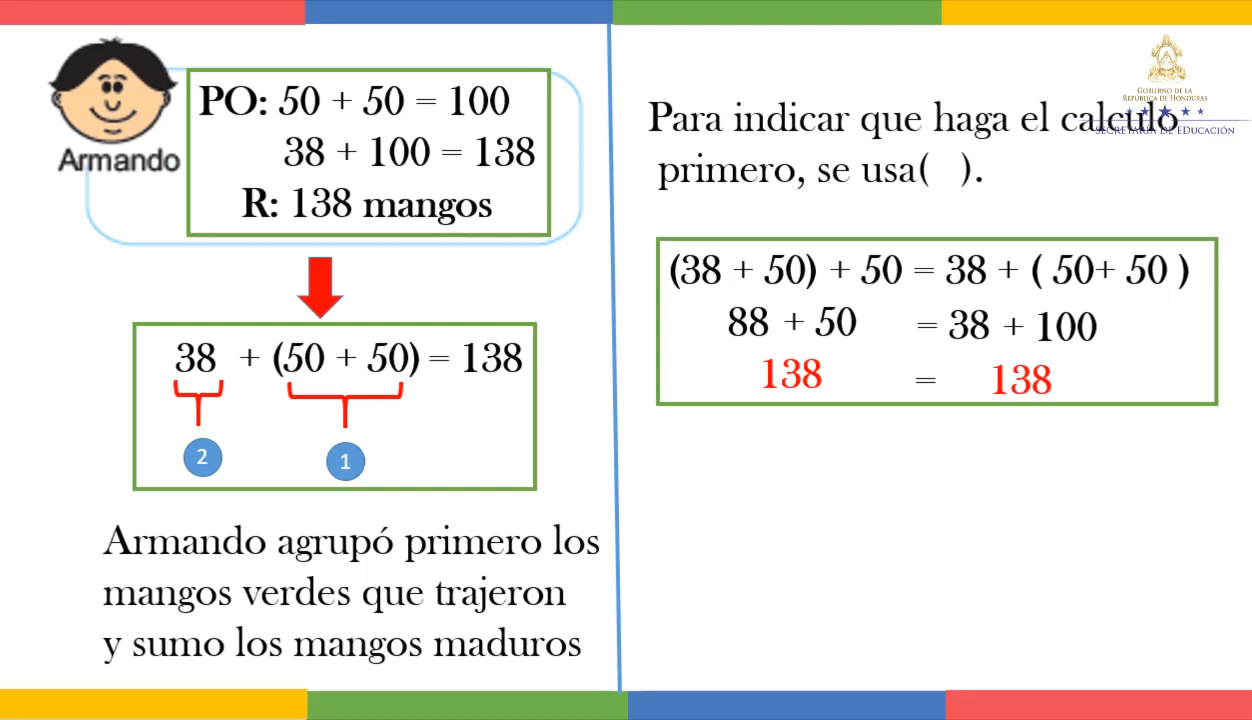 Armando
PO: 50 + 50 = 100
38 + 100 = 138
R: 138 mangos
38 + (50 + 50) = 138
2
1
Armando agrupó primero los
mangos verdes que trajeron
y sumo los mangos maduros
GOBIERNO DE LA
REPÚBLICA DE HONDURAS
SECRETARÍA DE EDUCACIÓN
Para indicar que haga el calculo
primero, se usa( ).
(38 + 50) + 50 = 38 + ( 50+ 50 )
88 + 50 = 38 + 100
138 = 138